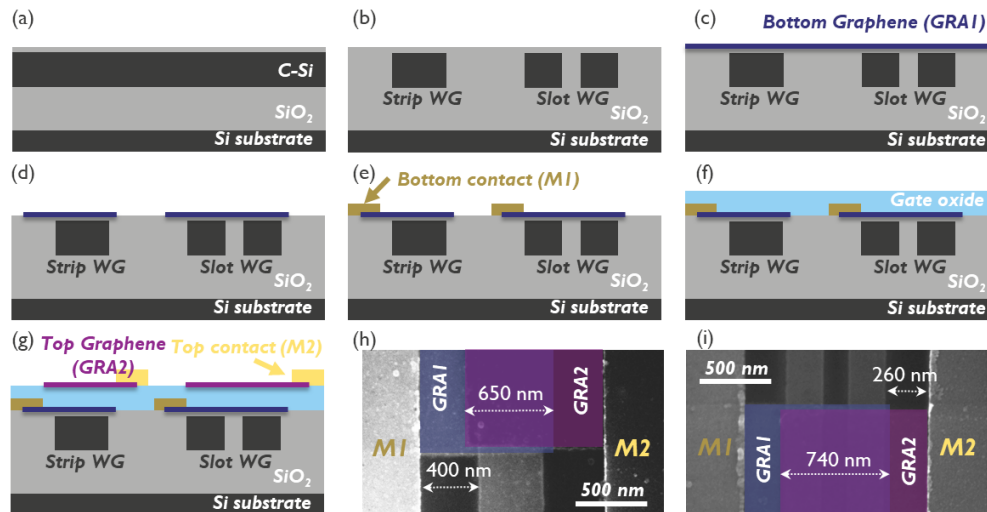 (a)
C-Si
SiO2
Si substrate
(b)
Strip WG
Slot WG
SiO2
Si substrate
(c)
Bottom Graphene (GRA1)
Strip WG
Slot WG
SiO2
Si substrate
(d)
Strip WG
Slot WG
SiO2
Si substrate
(e)
Bottom contact (M1)
Strip WG
Slot WG
SiO2
Si substrate
(f)
Gate oxide
Strip WG
Slot WG
SiO2
Si substrate
(g)
Top Graphene
(GRA2)
Top contact (M2)
Strip WG
Slot WG
SiO2
Si substrate
(h)
GRA1
650 nm
GRA2
M1
M2
400 nm
500 nm
(i)
500 nm
260 nm
M1
GRA1
740 nm
GRA2
M2